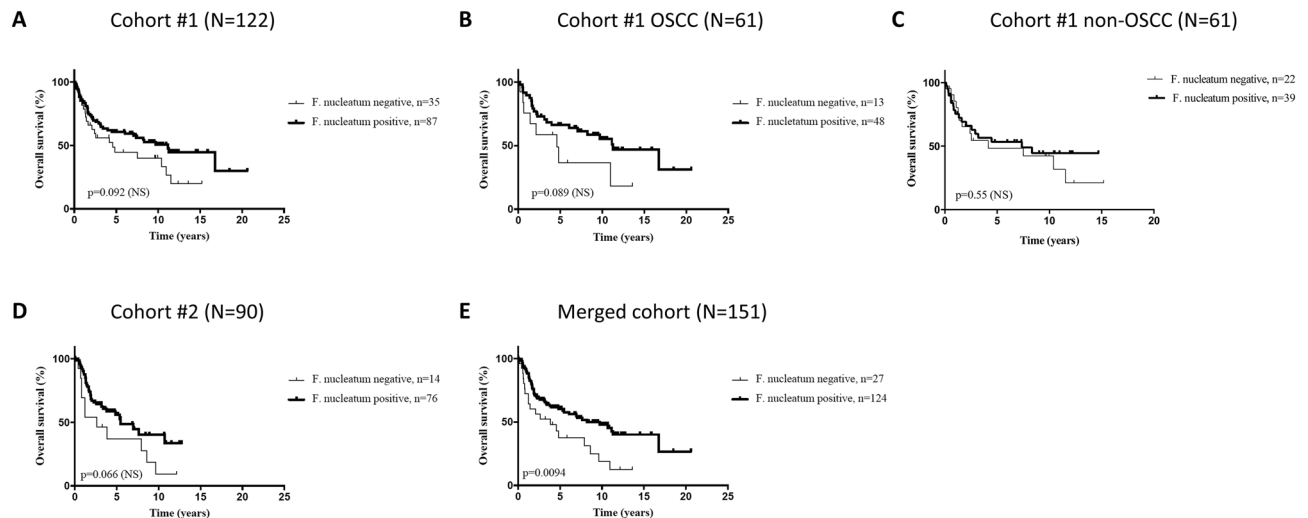 A
Cohort #1 (N=122)
Overall survival (%)
100
50
0
0 5 10 15 20 25
Time (years)
p=0.092 (NS)
F. nucleatum negative, n=35
F. nucleatum positive, n=87
B
Cohort #1 OSCC (N=61)
Overall survival (%)
100
50
0
0 5 10 15 20 25
Time (years)
p=0.089 (NS)
F. nucleatum negative, n=13
F. nucletatum positive, n=48
C
Cohort #1 non-OSCC (N=61)
Overall survival (%)
100
50
0
0 5 10 15 20
Time (years)
p=0.55 (NS)
F. nucleatum negative, n=22
F. nucleatum positive, n=39
D
Cohort #2 (N=90)
Overall survival (%)
100
50
0
0 5 10 15 20 25
Time (years)
p=0.066 (NS)
F. nucleatum negative, n=14
F. nucleatum positive, n=76
E
Merged cohort (N=151)
Overall survival (%)
100
50
0
0 5 10 15 20 25
Time (years)
p=0.0094
F. nucleatum negative, n=27
F. nucleatum positive, n=124